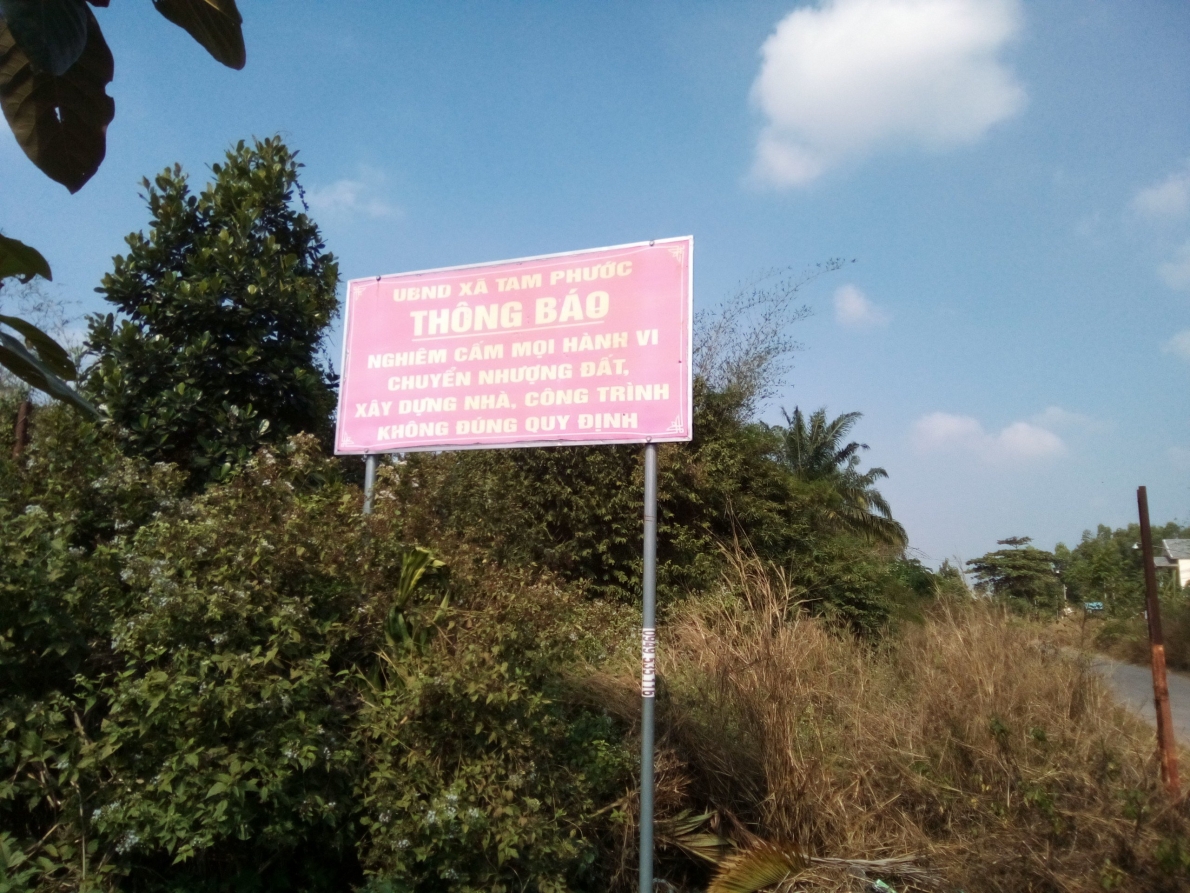 UBND XÃ TAM PHƯỚC
THÔNG BÁO
NGHIÊM CẤM MỌI HÀNH VI
CHUYỂN NHƯỢNG ĐẤT,
XÂY DỰNG NHÀ, CÔNG TRÌNH
KHÔNG ĐÚNG QUY ĐỊNH